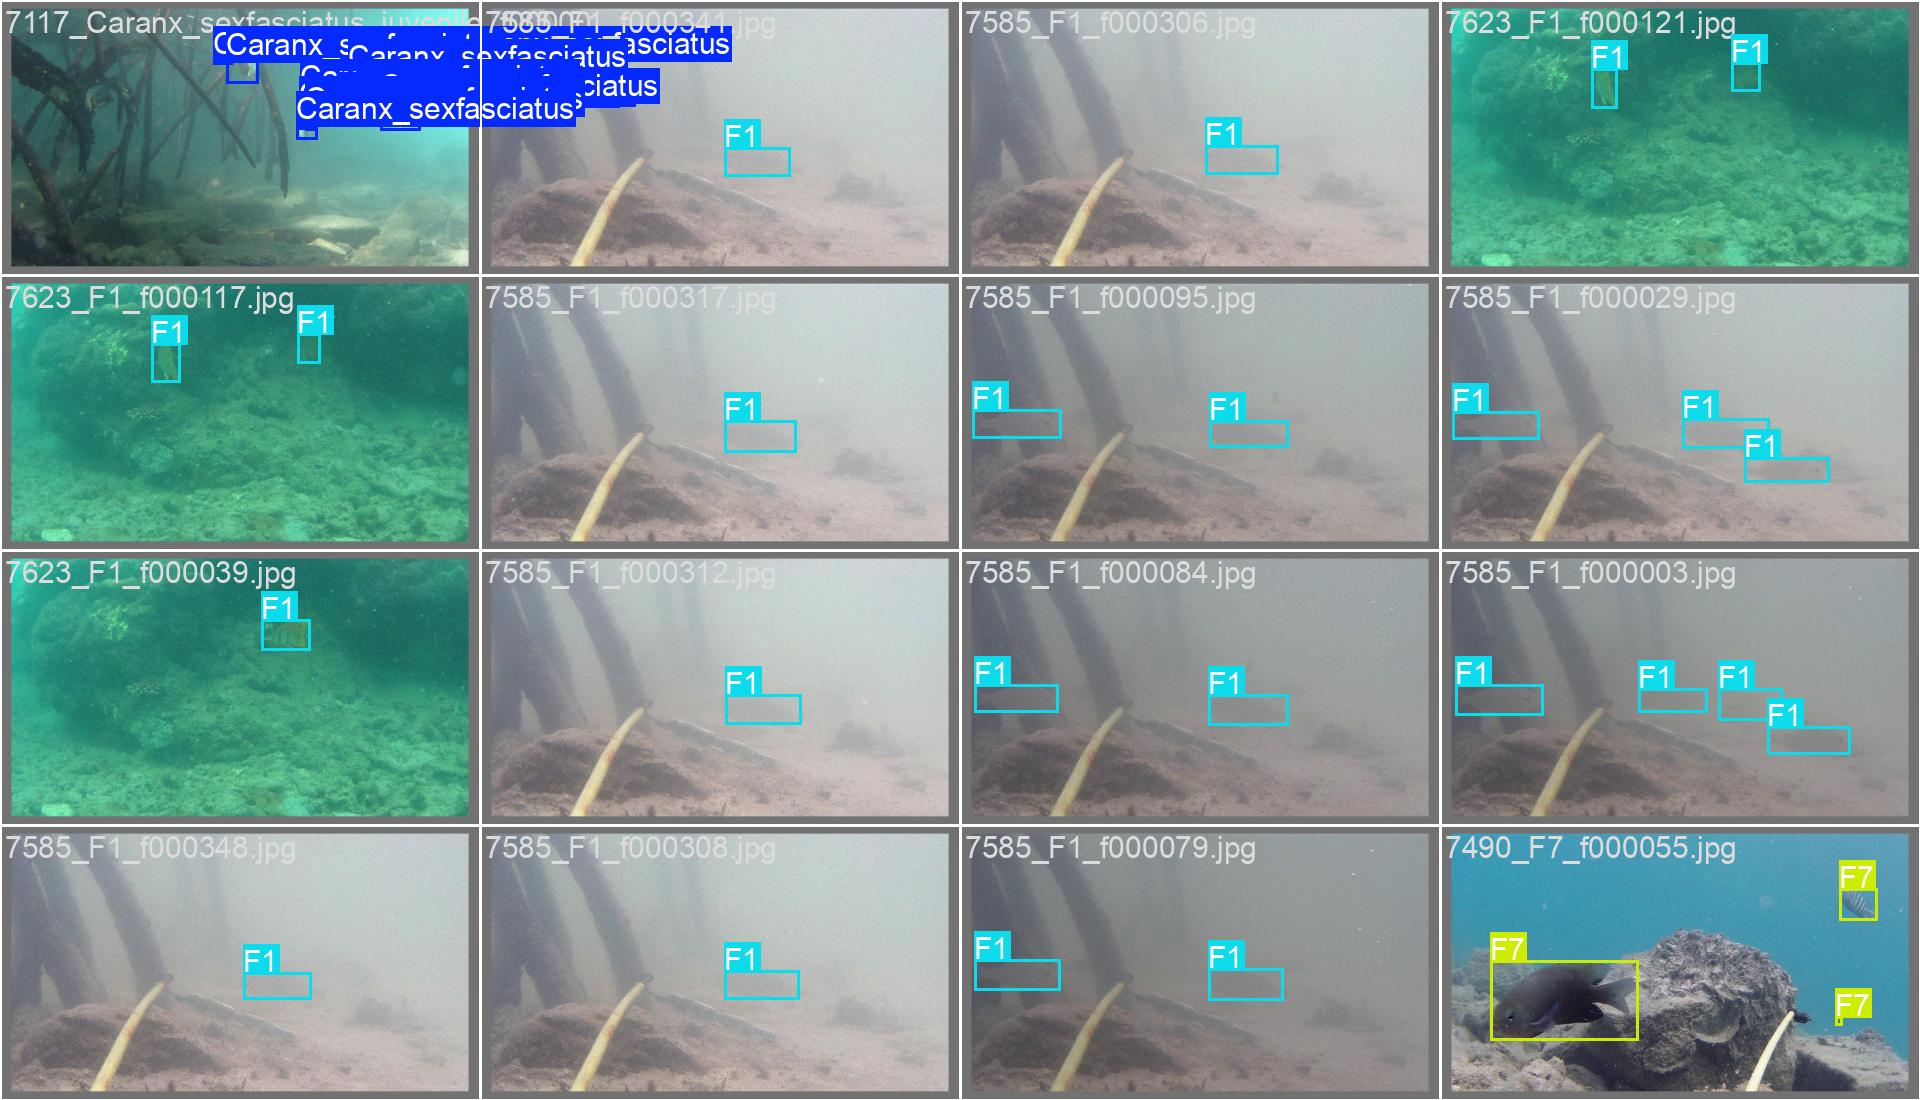 7117_Caranx_sexfasciatus_juvenile
Caranx_sexfasciatus
Caranx_sexfasciatus
Caranx_sexfasciatus
7585_F1_f000341.jpg
F1
7585_F1_f000306.jpg
F1
7623_F1_f000121.jpg
F1
F1
7623_F1_f000117.jpg
F1
F1
7585_F1_f000317.jpg
F1
7585_F1_f000095.jpg
F1
F1
7585_F1_f000029.jpg
F1
F1
F1
7623_F1_f000039.jpg
F1
7585_F1_f000312.jpg
F1
7585_F1_f000084.jpg
F1
F1
7585_F1_f000003.jpg
F1
F1
F1
F1
7585_F1_f000348.jpg
F1
7585_F1_f000308.jpg
F1
7585_F1_f000079.jpg
F1
F1
7490_F7_f000055.jpg
F7
F7
F7